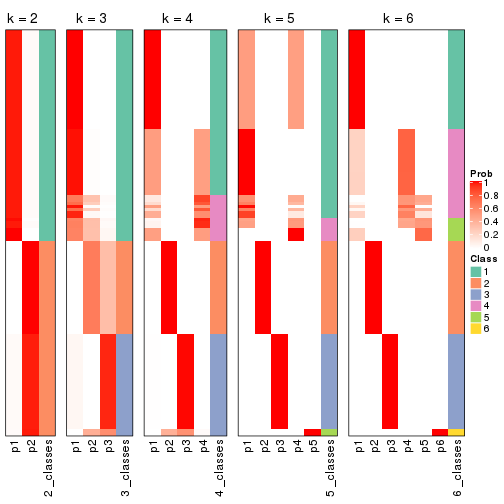 k = 2
k = 3
k = 4
k = 5
k = 6
Prob
1
0.8
0.6
0.4
0.2
0
Class
1
2
3
4
5
6
p1
p2
2_classes
p1
p2
p3
3_classes
p1
p2
p3
p4
4_classes
p1
p2
p3
p4
p5
5_classes
p1
p2
p3
p4
p5
p6
6_classes